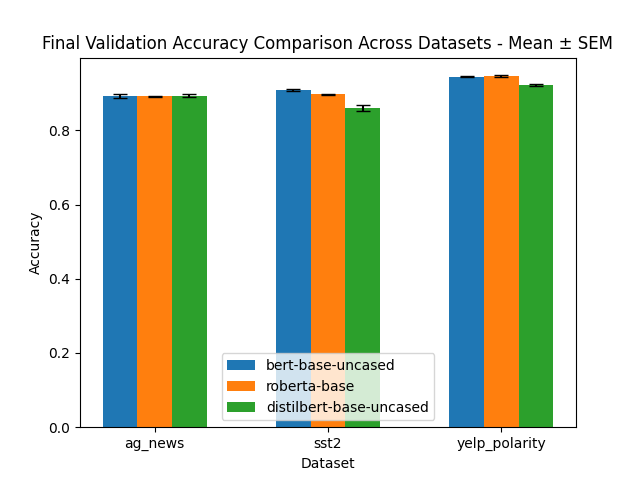 Final Validation Accuracy Comparison Across Datasets - Mean ± SEM
Accuracy
0.8
0.6
0.4
0.2
0.0
bert-base-uncased
roberta-base
distilbert-base-uncased
ag_news
sst2
yelp_polarity
Dataset